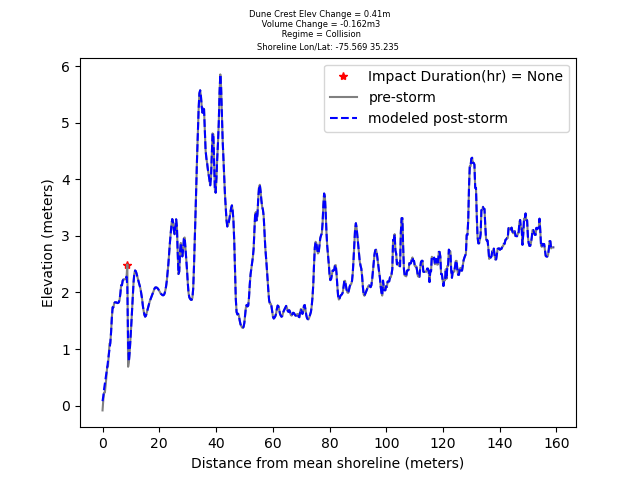 Dune Crest Elev Change = 0.41m
Volume Change = -0.162m3
Regime = Collision
Shoreline Lon/Lat: -75.569 35.235
Impact Duration(hr) = None
pre-storm
modeled post-storm
Elevation (meters)
6
5
4
3
2
1
0
0 20 40 60 80 100 120 140 160
Distance from mean shoreline (meters)